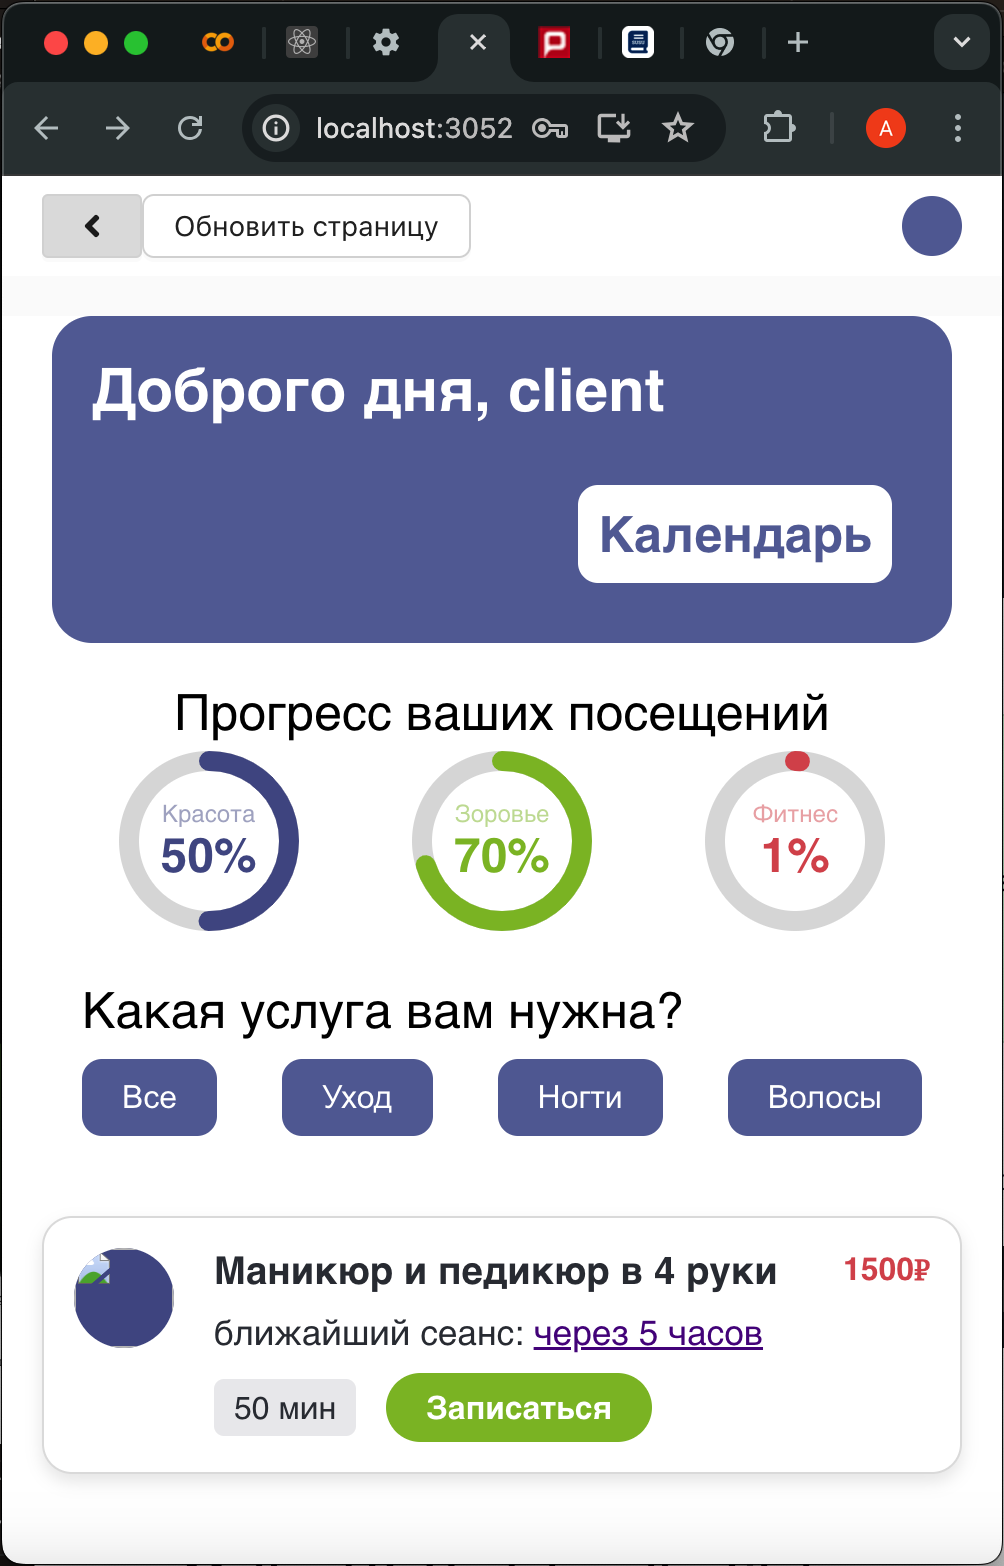 localhost:3052
A
Обновить страницу
Доброго дня, client
Календарь
Прогресс ваших посещений
Красота
50%
Зоровье
70%
Фитнес
1%
Какая услуга вам нужна?
Все
Уход
Ногти
Волосы
Маникюр и педикюр в 4 руки
1500₽
ближайший сеанс: через 5 часов
50 мин
Записаться